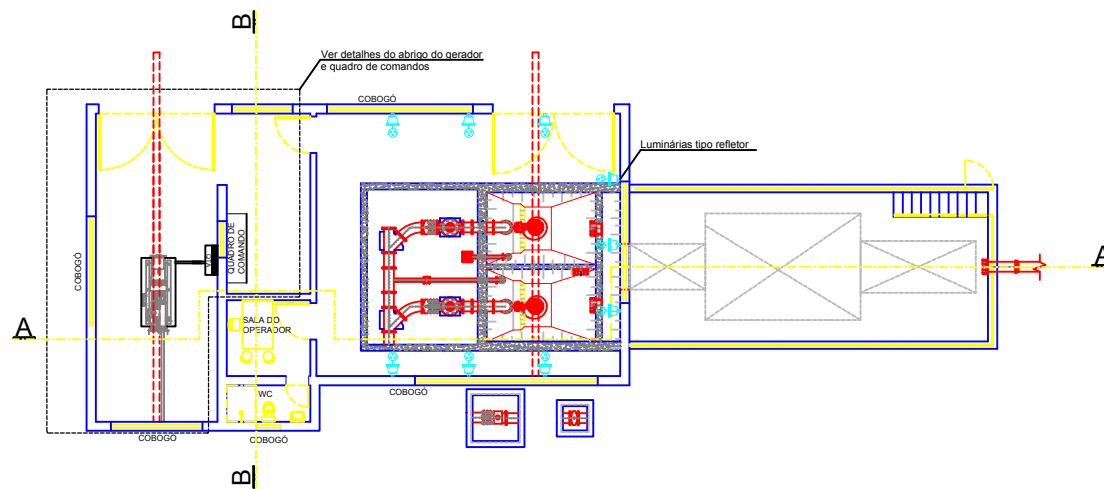 B
Ver detalhes do abrigo do gerador
e quadro de comandos
COBOGÓ
Luminárias tipo refletor
QUADRO DE
COMANDO
COBOGÓ
A
A
SALA DO
OPERADOR
WC
COBOGÓ
COBOGÓ
COBOGÓ
B